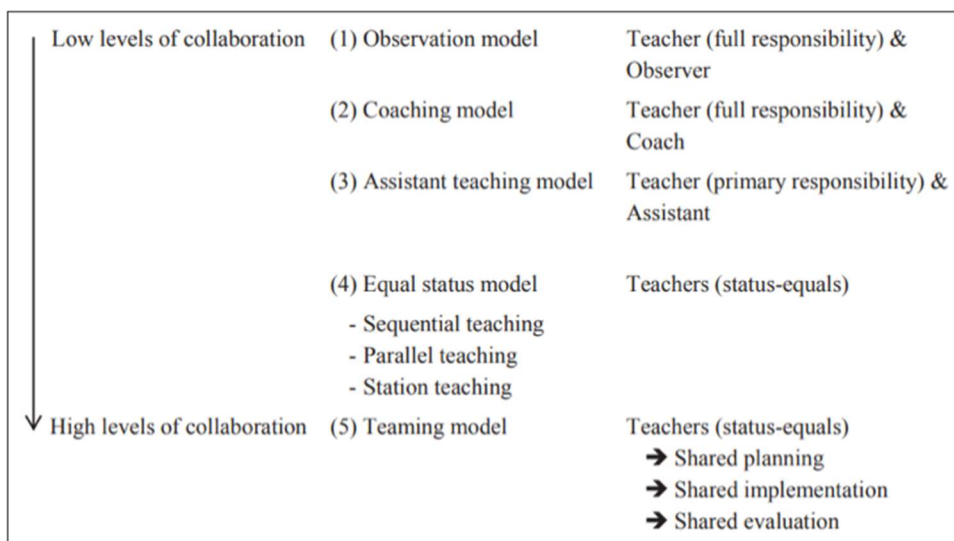 Low levels of collaboration (1) Observation model Teacher (full responsibility) &
Observer
(2) Coaching model Teacher (full responsibility) &
Coach
(3) Assistant teaching model Teacher (primary responsibility) &
Assistant
(4) Equal status model Teachers (status-equals)
- Sequential teaching
- Parallel teaching
- Station teaching
High levels of collaboration (5) Teaming model Teachers (status-equals)
➔ Shared planning
➔ Shared implementation
➔ Shared evaluation